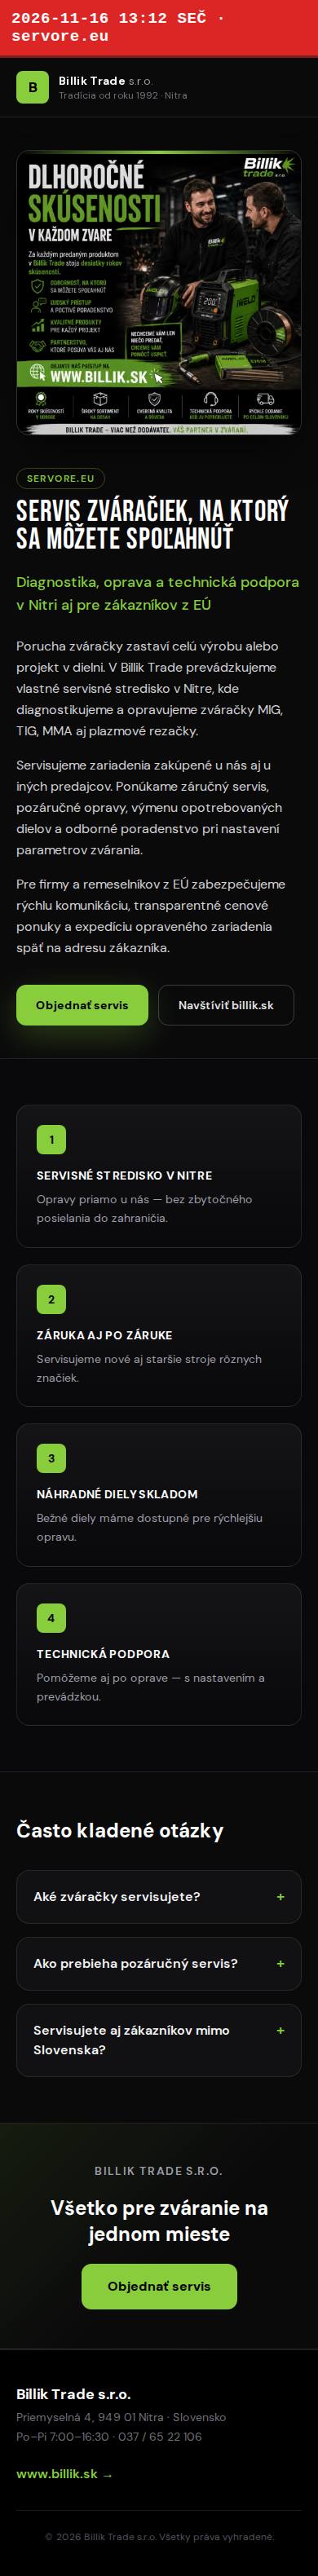 2026-11-16 13:12 SEČ ·
servore.eu
B
Billik Trade s.r.o.
Tradícia od roku 1992 · Nitra
DLHOROČNÉ
SKÚSENOSTI
V KAŽDOM ZVARE
Billik
trade s.r.o.
Za každým predaným produktom
v Billik Trade stoja desiatky rokov
skúseností.
ODBORNOSŤ, NA KTORÚ
SA MÔŽETE SPOĽAHNÚŤ
ĽUDSKÝ PRÍSTUP
A POCTIVÉ PORADENSTVO
KVALITNÉ PRODUKTY
PRE KAŽDÝ PROJEKT
PARTNERSTVO,
KTORÉ POSÚVA VÁS AJ NÁS
NECHCEME VÁM LEN
NIEČO PREDAŤ,
CHCEME VÁM
POMÔCŤ USPIEŤ.
WWW.BILLIK.SK
ŠIROKÝ SORTIMENT
OVERENÁ KVALITA
TECHNICKÁ PODPORA
RÝCHLE DODANIE
BILLIK TRADE – VIAC NEŽ DODÁVATEĽ. VÁŠ PARTNER V ZVÁRANÍ.
SERVORE.EU
SERVIS ZVÁRAČIEK, NA KTORÝ
SA MÔŽETE SPOĽAHNÚŤ
Diagnostika, oprava a technická podpora
v Nitri aj pre zákazníkov z EÚ
Porucha zváračky zastaví celú výrobu alebo
projekt v dielni. V Billik Trade prevádzkujeme
vlastné servisné stredisko v Nitre, kde
diagnostikujeme a opravujeme zváračky MIG,
TIG, MMA aj plazmové rezačky.
Servisujeme zariadenia zakúpené u nás aj u
iných predajcov. Ponúkame záručný servis,
pozáručné opravy, výmenu opotrebovaných
dielov a odborné poradenstvo pri nastavení
parametrov zvárania.
Pre firmy a remeselníkov z EÚ zabezpečujeme
rýchlu komunikáciu, transparentné cenové
ponuky a expedíciu opraveného zariadenia
späť na adresu zákazníka.
Objednať servis
Navštíviť billik.sk
1
SERVISNÉ STREDISKO V NITRE
Opravy priamo u nás — bez zbytočného
posielania do zahraničia.
2
ZÁRUKA AJ PO ZÁRUKE
Servisujeme nové aj staršie stroje rôznych
značiek.
3
NÁHRADNÉ DIELY SKLADOM
Bežné diely máme dostupné pre rýchlejšiu
opravu.
4
TECHNICKÁ PODPORA
Pomôžeme aj po oprave — s nastavením a
prevádzkou.
Často kladené otázky
Aké zváračky servisujete? +
Ako prebieha pozáručný servis? +
Servisujete aj zákazníkov mimo +
Slovenska?
BILLIK TRADE S.R.O.
Všetko pre zváranie na
jednom mieste
Objednať servis
Billik Trade s.r.o.
Priemyselná 4, 949 01 Nitra · Slovensko
Po–Pi 7:00–16:30 · 037 / 65 22 106
www.billik.sk →
© 2026 Billik Trade s.r.o. Všetky práva vyhradené.